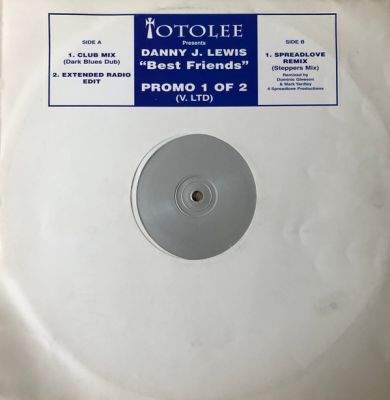 SIDE A
1. CLUB MIX
(Dark Blues Dub)
2. EXTENDED RADIO
EDIT
TOTOLEE
Presents
DANNY J. LEWIS
"Best Friends"
PROMO 1 OF 2
(V. LTD)
SIDE B
1. SPREADLOVE
REMIX
(Steppers Mix)
Remixed by
Dominic Gleeson
& Mark Yardley
4 Spreadlove Productions